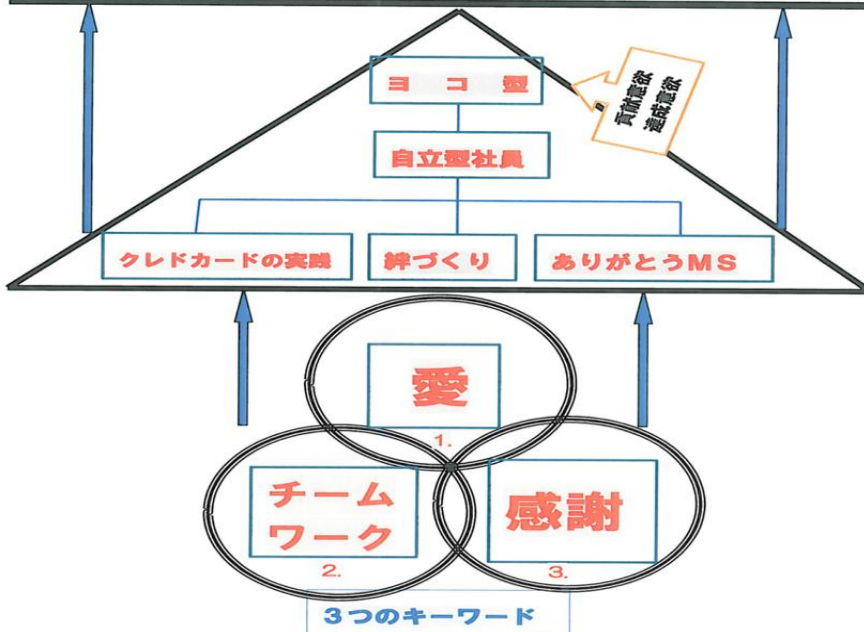 ヨコ型
貢献意欲
達成意欲
自立型社員
クレドカードの実践
絆づくり
ありがとうMS
愛
1.
チーム
ワーク
2.
感謝
3.
3つのキーワード